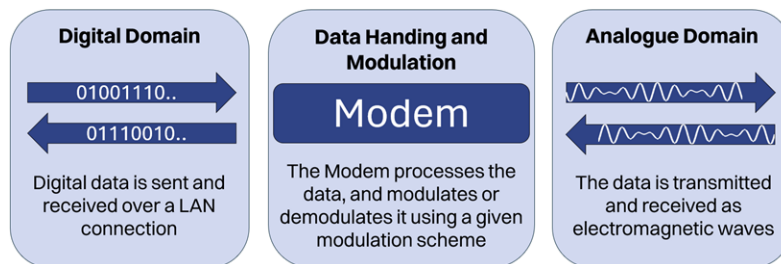 Digital Domain
01001110..
01110010..
Digital data is sent and
received over a LAN
connection
Data Handing and
Modulation
Modem
The Modem processes the
data, and modulates or
demodulates it using a given
modulation scheme
Analogue Domain
The data is transmitted
and received as
electromagnetic waves